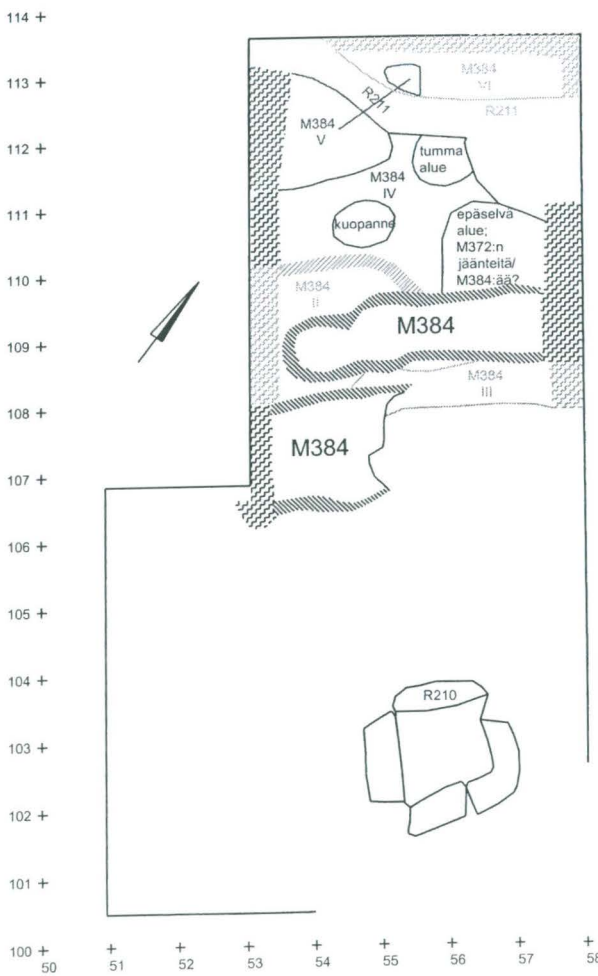 114 +
113 +
112 +
111 +
110 +
109 +
108 +
107 +
106 +
105 +
104 +
103 +
102 +
101 +
100 +
M384
VI
R211
R211
M384
V
tumma
alue
M384
IV
kuopanne
epäselva
alue;
M372:n
jäänteitä/
M384:ää?
M384
II
M384
M384
III
M384
R210
+ + + + + + + +
50 51 52 53 54 55 56 57 58